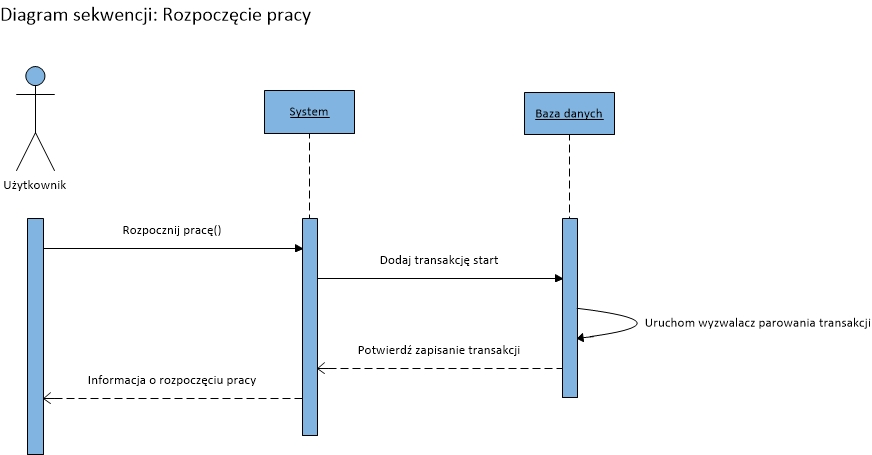 Diagram sekwencji: Rozpoczęcie pracy
System
Baza danych
Użytkownik
Rozpocznij pracę()
Dodaj transakcję start
Uruchom wyzwalacz parowania transakcji
Potwierdź zapisanie transakcji
Informacja o rozpoczęciu pracy